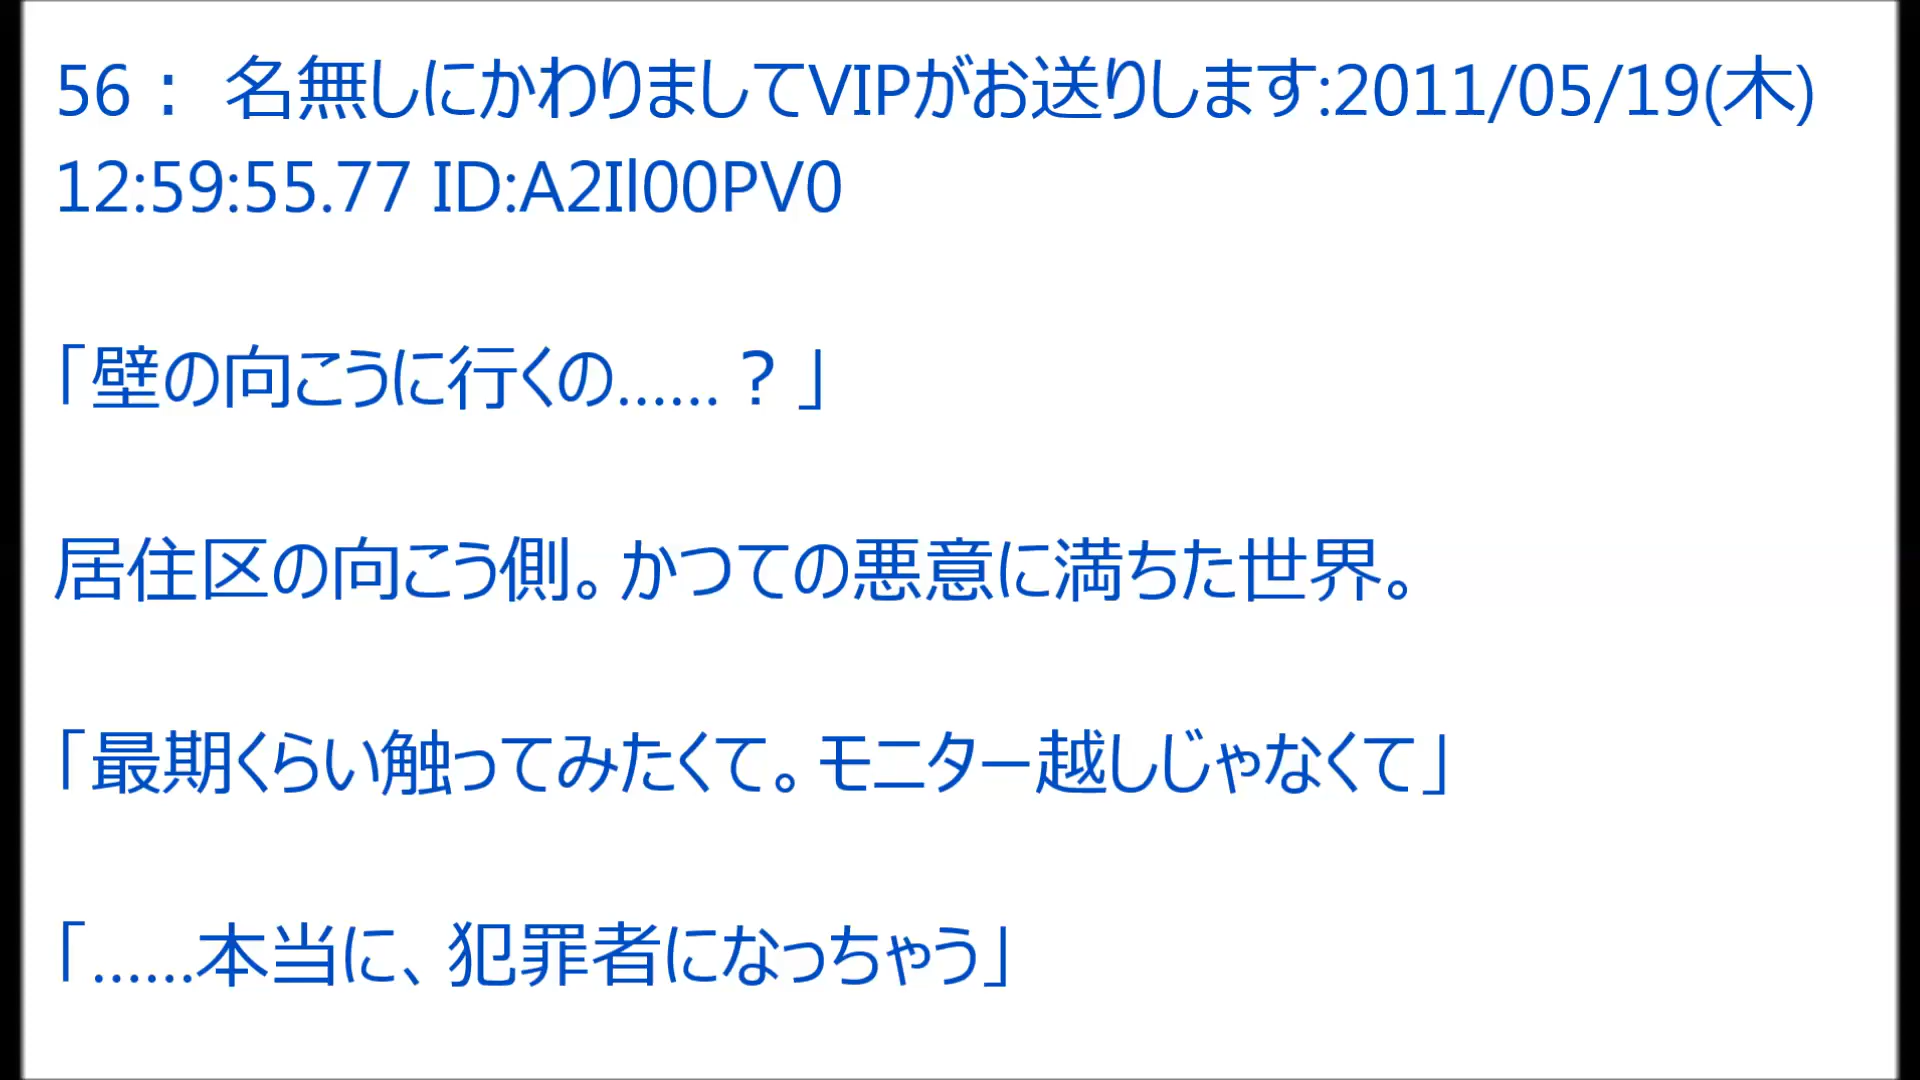 56： 名無しにかわりましてVIPがお送りします:2011/05/19(木)
12:59:55.77 ID:A2Il00PV0
「壁の向こうに行くの……？」
居住区の向こう側。かつての悪意に満ちた世界。
「最期くらい触ってみたくて。モニター越しじゃなくて」
「……本当に、犯罪者になっちゃう」